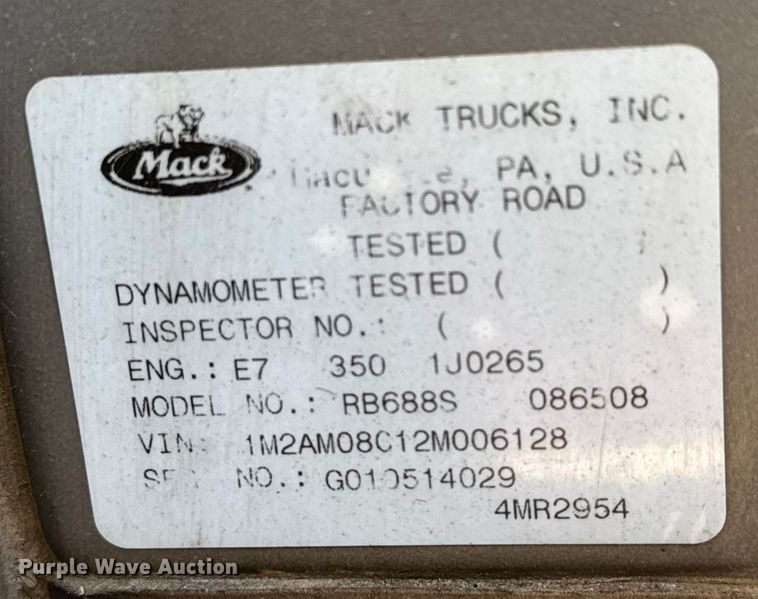 Mack
MACK TRUCKS, INC.
PA, U.S.A
FACTORY ROAD
TESTED (
DYNAMOMETER TESTED ( )
INSPECTOR NO.: ( )
ENG.: E7 350 1J0265
MODEL NO.: RB688S 086508
VIN: 1M2AM08C12M006128
NO.: G010514029
4MR2954
Purple Wave Auction